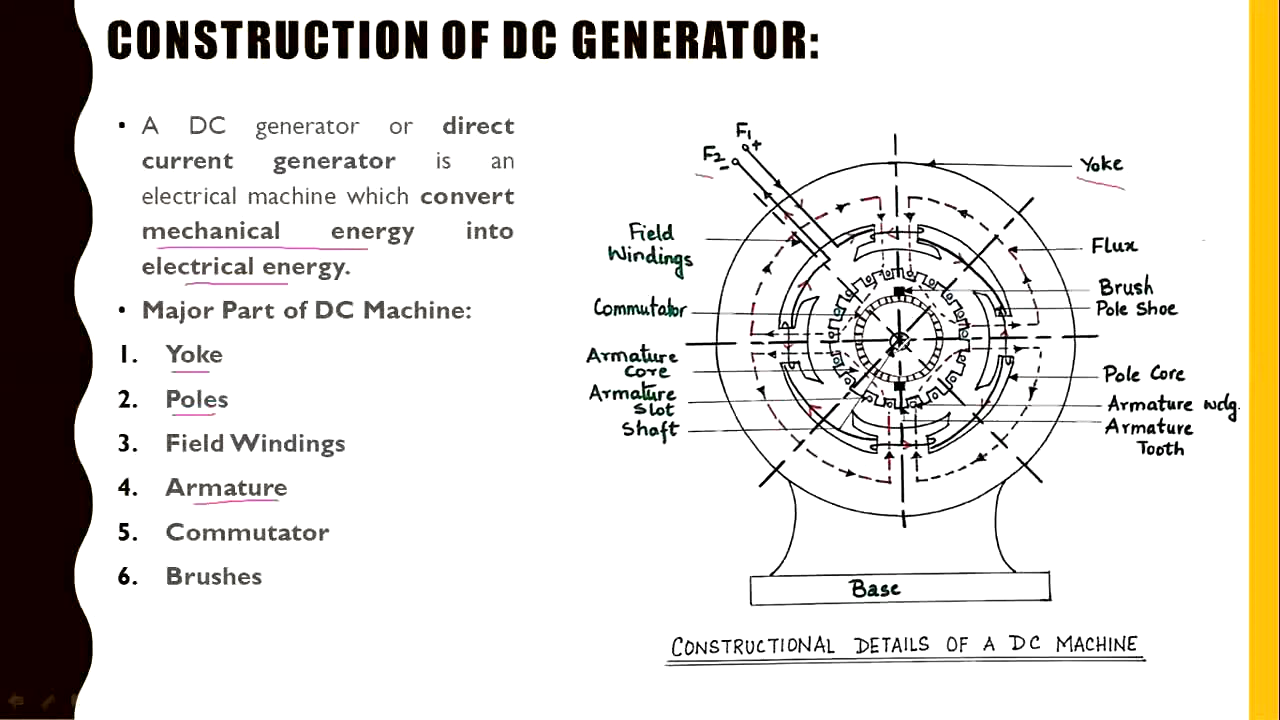 CONSTRUCTION OF DC GENERATOR:
• A DC generator or direct
current generator is an
electrical machine which convert
mechanical energy into
electrical energy.
• Major Part of DC Machine:
1. Yoke
2. Poles
3. Field Windings
4. Armature
5. Commutator
6. Brushes
F1 +
F2 -
Yoke
Field
Windings
Flux
Brush
Commutator
Pole Shoe
Armature
Core
Pole Core
Armature
Slot
Armature wdg.
Shaft
Armature
Tooth
Base
CONSTRUCTIONAL DETAILS OF A DC MACHINE